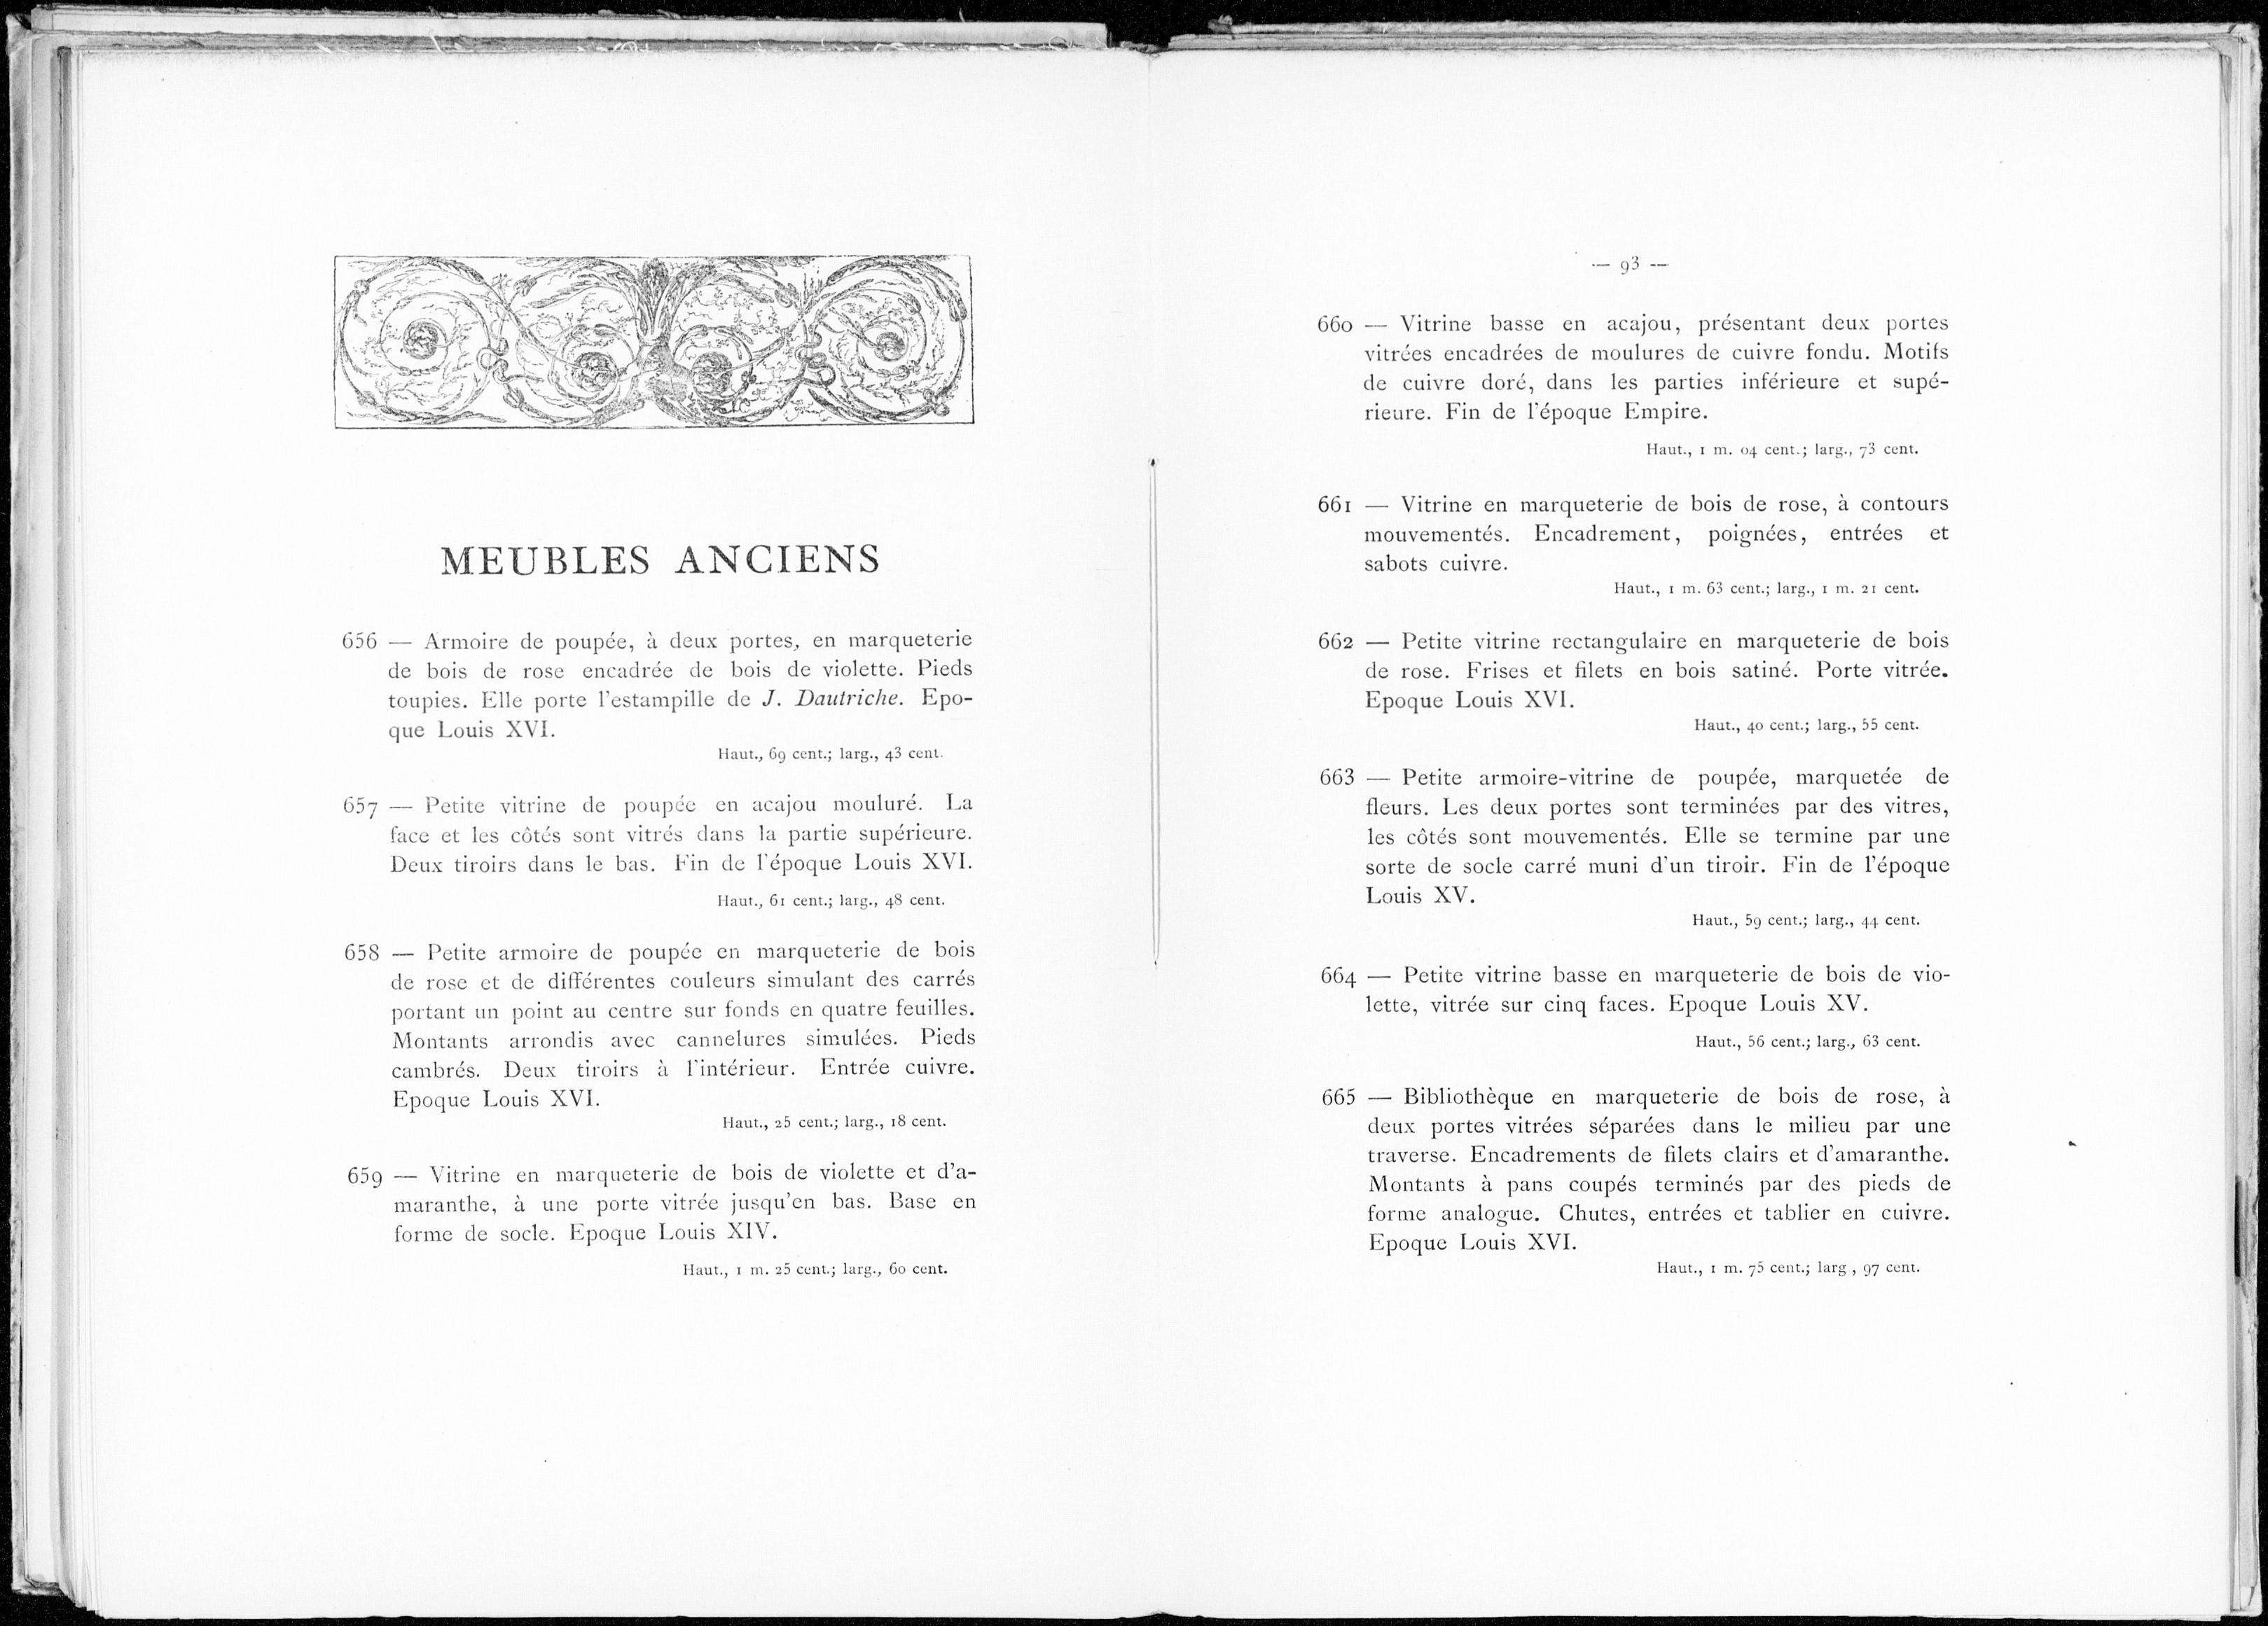 MEUBLES ANCIENS
656 — Armoire de poupée, à deux portes, en marqueterie
de bois de rose encadrée de bois de violette. Pieds
toupies. Elle porte l'estampille de J. Dautriche. Epo-
que Louis XVI.
Haut., 69 cent.; larg., 43 cent.
657 — Petite vitrine de poupée en acajou mouluré. La
face et les côtés sont vitrés dans la partie supérieure.
Deux tiroirs dans le bas. Fin de l'époque Louis XVI.
Haut., 61 cent.; larg., 48 cent.
658 — Petite armoire de poupée en marqueterie de bois
de rose et de différentes couleurs simulant des carrés
portant un point au centre sur fonds en quatre feuilles.
Montants arrondis avec cannelures simulées. Pieds
cambrés. Deux tiroirs à l'intérieur. Entrée cuivre.
Epoque Louis XVI.
Haut., 25 cent.; larg., 18 cent.
659 — Vitrine en marqueterie de bois de violette et d'a-
maranthe, à une porte vitrée jusqu'en bas. Base en
forme de socle. Epoque Louis XIV.
Haut., 1 m. 25 cent.; larg., 60 cent.
— 93 —
660 — Vitrine basse en acajou, présentant deux portes
vitrées encadrées de moulures de cuivre fondu. Motifs
de cuivre doré, dans les parties inférieure et supé-
rieure. Fin de l'époque Empire.
Haut., 1 m. 04 cent.; larg., 73 cent.
661 — Vitrine en marqueterie de bois de rose, à contours
mouvementés. Encadrement, poignées, entrées et
sabots cuivre.
Haut., 1 m. 63 cent.; larg., 1 m. 21 cent.
662 — Petite vitrine rectangulaire en marqueterie de bois
de rose. Frises et filets en bois satiné. Porte vitrée.
Epoque Louis XVI.
Haut., 40 cent.; larg., 55 cent.
663 — Petite armoire-vitrine de poupée, marquetée de
fleurs. Les deux portes sont terminées par des vitres,
les côtés sont mouvementés. Elle se termine par une
sorte de socle carré muni d'un tiroir. Fin de l'époque
Louis XV.
Haut., 59 cent.; larg., 44 cent.
664 — Petite vitrine basse en marqueterie de bois de vio-
lette, vitrée sur cinq faces. Epoque Louis XV.
Haut., 56 cent.; larg., 63 cent.
665 — Bibliothèque en marqueterie de bois de rose, à
deux portes vitrées séparées dans le milieu par une
traverse. Encadrements de filets clairs et d'amaranthe.
Montants à pans coupés terminés par des pieds de
forme analogue. Chutes, entrées et tablier en cuivre.
Epoque Louis XVI.
Haut., 1 m. 75 cent.; larg , 97 cent.